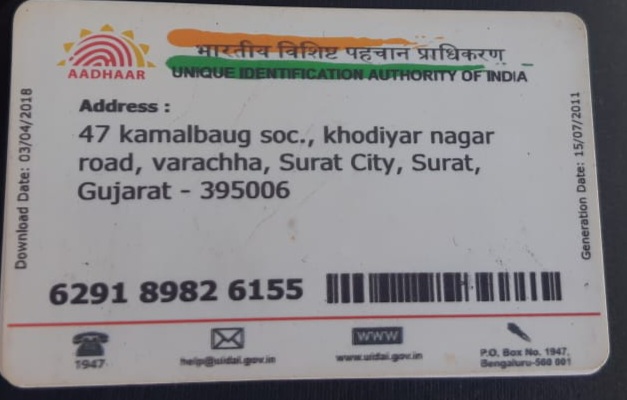 भारतीय विशिष्ट पहचान प्राधिकरण
AADHAAR
UNIQUE IDENTIFICATION AUTHORITY OF INDIA
Download Date: 03/04/2018
Generation Date: 15/07/2011
Address :
47 kamalbaug soc., khodiyar nagar
road, varachha, Surat City, Surat,
Gujarat - 395006
6291 8982 6155
1947
help@uidai.gov.in
WWW
www.uidai.gov.in
P.O. Box No. 1947,
Bengaluru-560 001